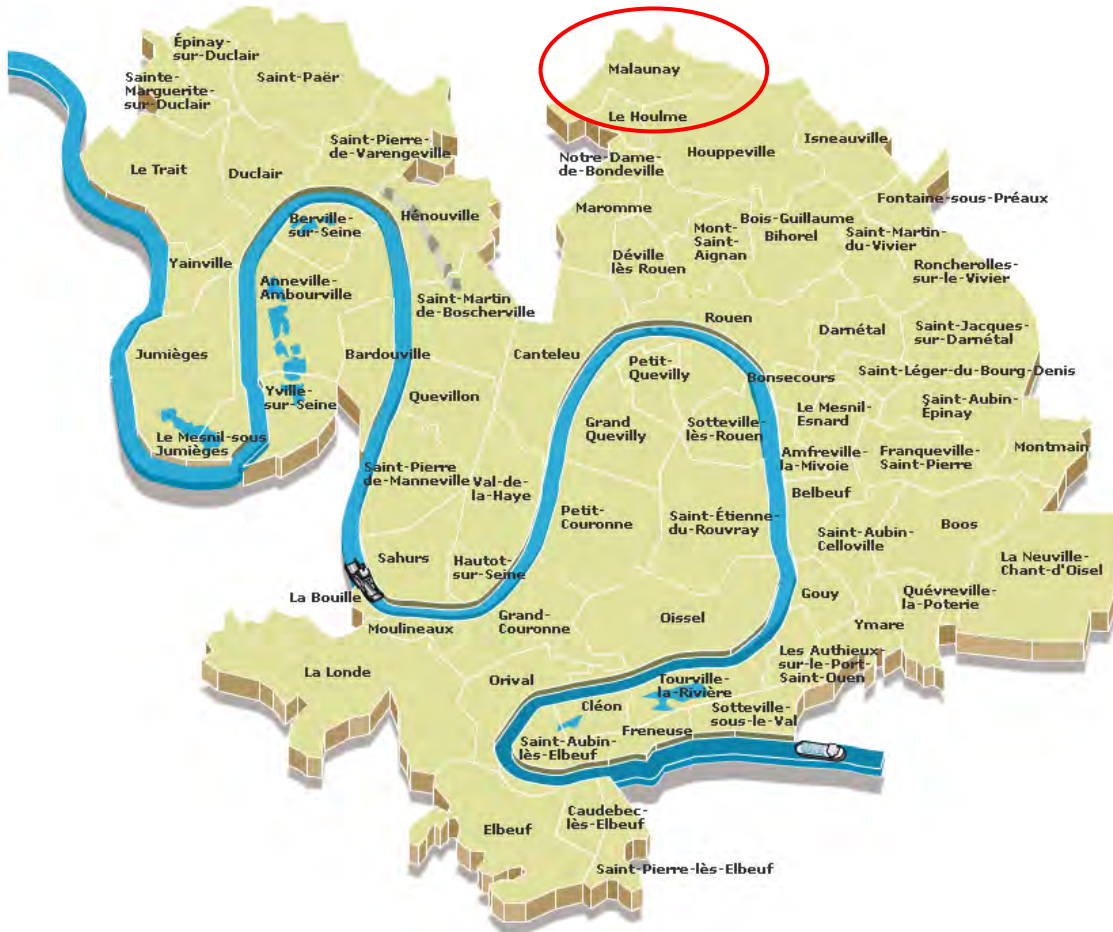 Épinay-
sur-Duclair
Sainte-
Marguerite-
sur-Duclair
Saint-Paër
Malaunay
Le Houlme
Saint-Pierre-
de-Varengeville
Isneauville
Houppeville
Notre-Dame-
de-Bondeville
Le Trait
Duclair
Fontaine-sous-Préaux
Maromme
Hénouville
Berville-
sur-Seine
Bois-Guillaume
Bihorel
Mont-
Saint-
Aignan
Saint-Martin-
du-Vivier
Déville
lès Rouen
Yainville
Roncherolles-
sur-le-Vivier
Anneville-
Ambourville
Saint-Martin
de-Boscherville
Rouen
Darnétal
Saint-Jacques-
sur-Darnétal
Jumièges
Bardouville
Canteleu
Petit-
Quevilly
Bonsecours
Saint-Léger-du-Bourg-Denis
Yville-
sur-Seine
Quevillon
Le Mesnil-
Esnard
Saint-Aubin-
Épinay
Grand
Quevilly
Sotteville-
lès-Rouen
Le Mesnil-sous
Jumièges
Amfreville-
la-Mivoie
Franqueville-
Saint-Pierre
Montmain
Saint-Pierre
de-Manneville
Val-de-
la-Haye
Belbeuf
Petit-
Couronne
Saint-Étienne-
du-Rouvray
Saint-Aubin-
Celloville
Boos
Sahurs
Hautot-
sur-Seine
La Neuville-
Chant-d'Oisel
La Bouille
Gouy
Quévreville-
la-Poterie
Moulineaux
Grand-
Couronne
Oissel
Ymare
Les Authieux-
sur-le-Port-
Saint-Ouen
La Londe
Orival
Tourville-
la-Rivière
Cléon
Sotteville-
sous-le-Val
Freneuse
Saint-Aubin-
lès-Elbeuf
Caudebec-
lès-Elbeuf
Elbeuf
Saint-Pierre-lès-Elbeuf